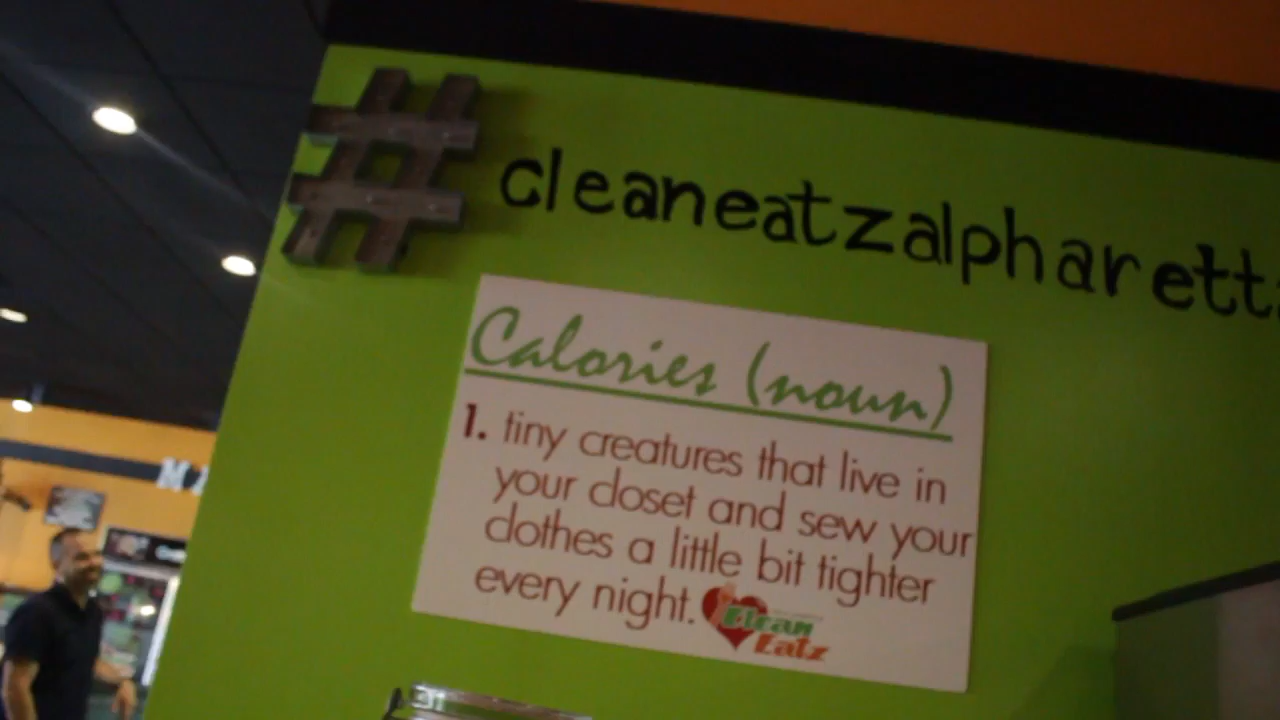 #cleaneatzalpharett
Calories (noun)
1. tiny creatures that live in
your closet and sew your
clothes a little bit tighter
every night.
Clean
Eatz